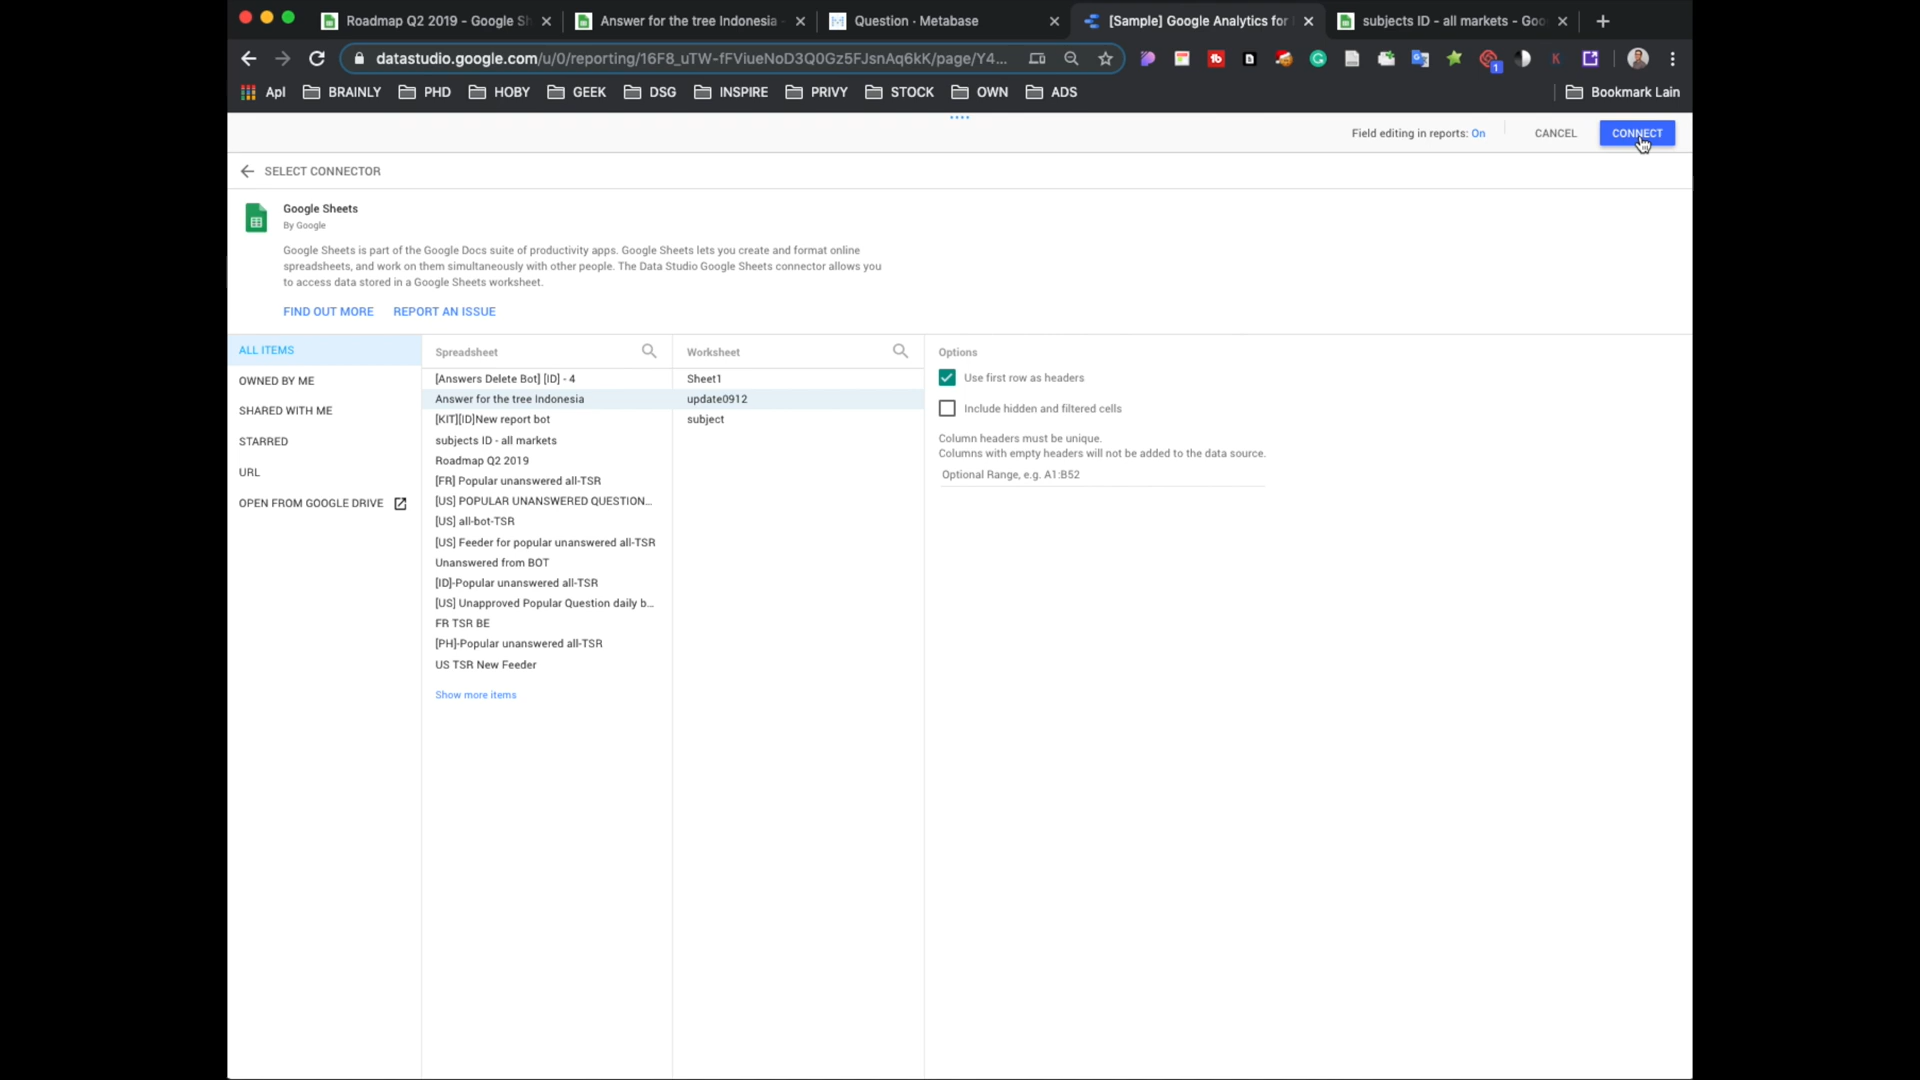 Roadmap Q2 2019 - Google Sh
Answer for the tree Indonesia -
Question · Metabase
[Sample] Google Analytics for
subjects ID - all markets - Goo
datastudio.google.com/u/0/reporting/16F8_uTW-fFViueNoD3Q0Gz5FJsnAq6kK/page/Y4...
1
Apl
BRAINLY
PHD
HOBY
GEEK
DSG
INSPIRE
PRIVY
STOCK
OWN
ADS
Bookmark Lain
Field editing in reports: On
CANCEL
CONNECT
SELECT CONNECTOR
Google Sheets
By Google
Google Sheets is part of the Google Docs suite of productivity apps. Google Sheets lets you create and format online
spreadsheets, and work on them simultaneously with other people. The Data Studio Google Sheets connector allows you
to access data stored in a Google Sheets worksheet.
FIND OUT MORE
REPORT AN ISSUE
ALL ITEMS
OWNED BY ME
SHARED WITH ME
STARRED
URL
OPEN FROM GOOGLE DRIVE
Spreadsheet
[Answers Delete Bot] [ID] - 4
Answer for the tree Indonesia
[KIT][ID]New report bot
subjects ID - all markets
Roadmap Q2 2019
[FR] Popular unanswered all-TSR
[US] POPULAR UNANSWERED QUESTION...
[US] all-bot-TSR
[US] Feeder for popular unanswered all-TSR
Unanswered from BOT
[ID]-Popular unanswered all-TSR
[US] Unapproved Popular Question daily b...
FR TSR BE
[PH]-Popular unanswered all-TSR
US TSR New Feeder
Show more items
Worksheet
Sheet1
update0912
subject
Options
Use first row as headers
Include hidden and filtered cells
Column headers must be unique.
Columns with empty headers will not be added to the data source.
Optional Range, e.g. A1:B52